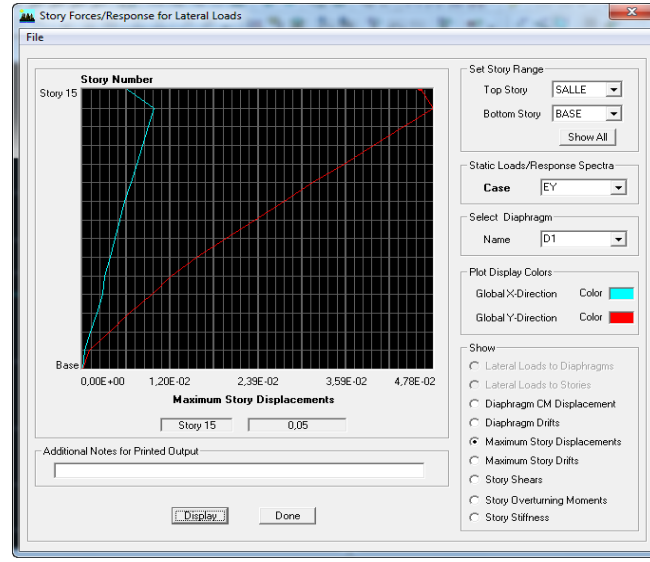 Story Forces/Response for Lateral Loads
File
Story Number
Story 15
Base
0,00E+00 1,20E-02 2,39E-02 3,59E-02 4,78E-02
Maximum Story Displacements
Story 15 0,05
Additional Notes for Printed Output
Display Done
Set Story Range
Top Story SALLE
Bottom Story BASE
Show All
Static Loads/Response Spectra
Case EY
Select Diaphragm
Name D1
Plot Display Colors
Global X-Direction Color
Global Y-Direction Color
Show
Lateral Loads to Diaphragms
Lateral Loads to Stories
Diaphragm CM Displacement
Diaphragm Drifts
Maximum Story Displacements
Maximum Story Drifts
Story Shears
Story Overturning Moments
Story Stiffness